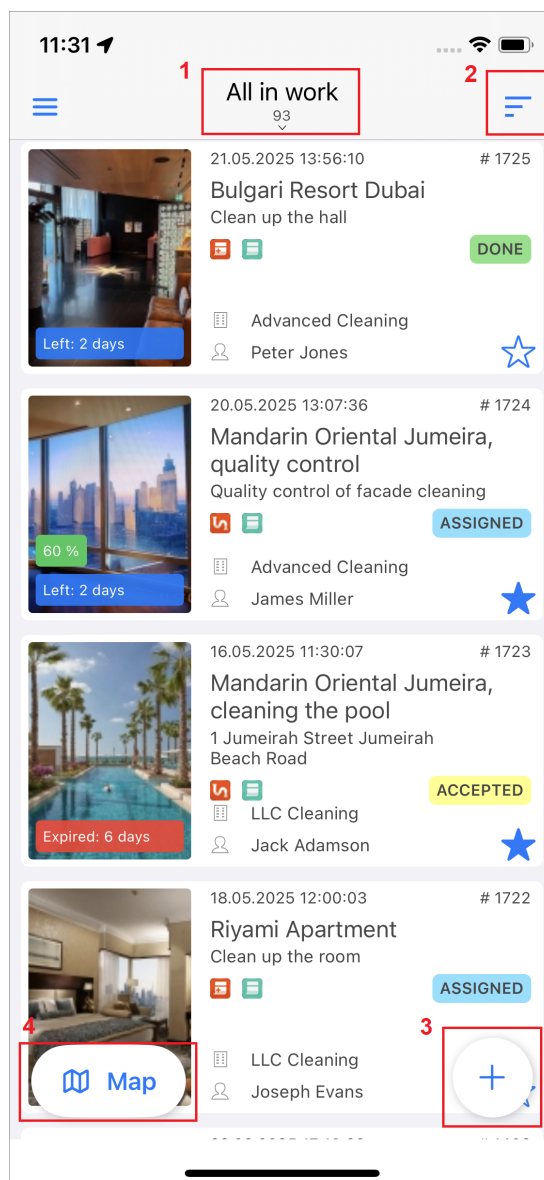 11:31
1
All in work
2
93
21.05.2025 13:56:10 # 1725
Bulgari Resort Dubai
Clean up the hall
DONE
Left: 2 days
Advanced Cleaning
Peter Jones
20.05.2025 13:07:36 # 1724
Mandarin Oriental Jumeira,
quality control
Quality control of facade cleaning
ASSIGNED
60 %
Left: 2 days
Advanced Cleaning
James Miller
16.05.2025 11:30:07 # 1723
Mandarin Oriental Jumeira,
cleaning the pool
1 Jumeirah Street Jumeirah
Beach Road
ACCEPTED
LLC Cleaning
Expired: 6 days
Jack Adamson
18.05.2025 12:00:03 # 1722
Riyami Apartment
Clean up the room
ASSIGNED
4
3
LLC Cleaning
Map
Joseph Evans